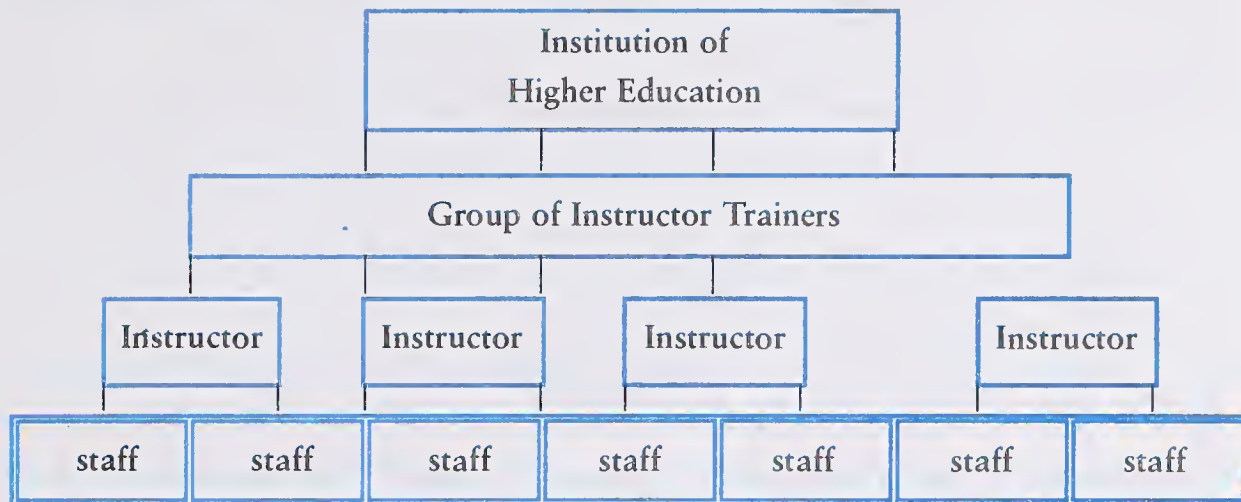 Institution of
Higher Education
Group of Instructor Trainers
Instructor Instructor Instructor Instructor
staff staff staff staff staff staff staff